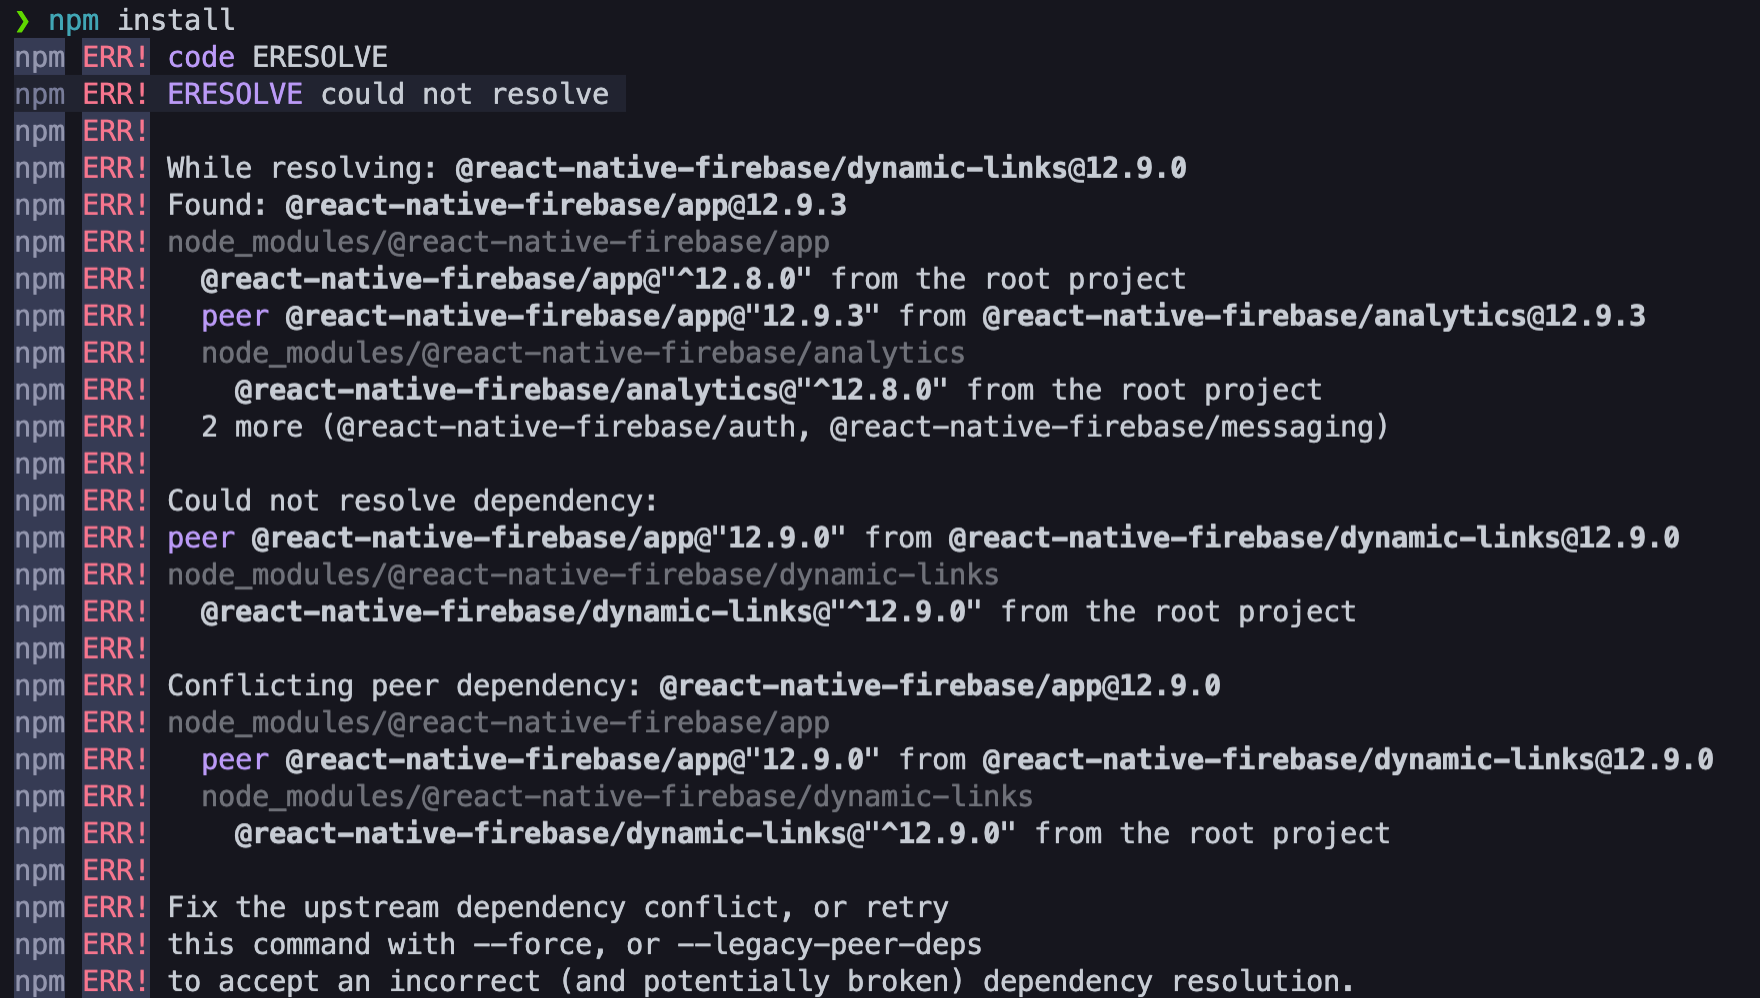 ❯ npm install
npm ERR! code ERESOLVE
npm ERR! ERESOLVE could not resolve
npm ERR!
npm ERR! While resolving: @react-native-firebase/dynamic-links@12.9.0
npm ERR! Found: @react-native-firebase/app@12.9.3
npm ERR! node_modules/@react-native-firebase/app
npm ERR!   @react-native-firebase/app@"^12.8.0" from the root project
npm ERR!   peer @react-native-firebase/app@"12.9.3" from @react-native-firebase/analytics@12.9.3
npm ERR!   node_modules/@react-native-firebase/analytics
npm ERR!     @react-native-firebase/analytics@"^12.8.0" from the root project
npm ERR!   2 more (@react-native-firebase/auth, @react-native-firebase/messaging)
npm ERR!
npm ERR! Could not resolve dependency:
npm ERR! peer @react-native-firebase/app@"12.9.0" from @react-native-firebase/dynamic-links@12.9.0
npm ERR! node_modules/@react-native-firebase/dynamic-links
npm ERR!   @react-native-firebase/dynamic-links@"^12.9.0" from the root project
npm ERR!
npm ERR! Conflicting peer dependency: @react-native-firebase/app@12.9.0
npm ERR! node_modules/@react-native-firebase/app
npm ERR!   peer @react-native-firebase/app@"12.9.0" from @react-native-firebase/dynamic-links@12.9.0
npm ERR!   node_modules/@react-native-firebase/dynamic-links
npm ERR!     @react-native-firebase/dynamic-links@"^12.9.0" from the root project
npm ERR!
npm ERR! Fix the upstream dependency conflict, or retry
npm ERR! this command with --force, or --legacy-peer-deps
npm ERR! to accept an incorrect (and potentially broken) dependency resolution.